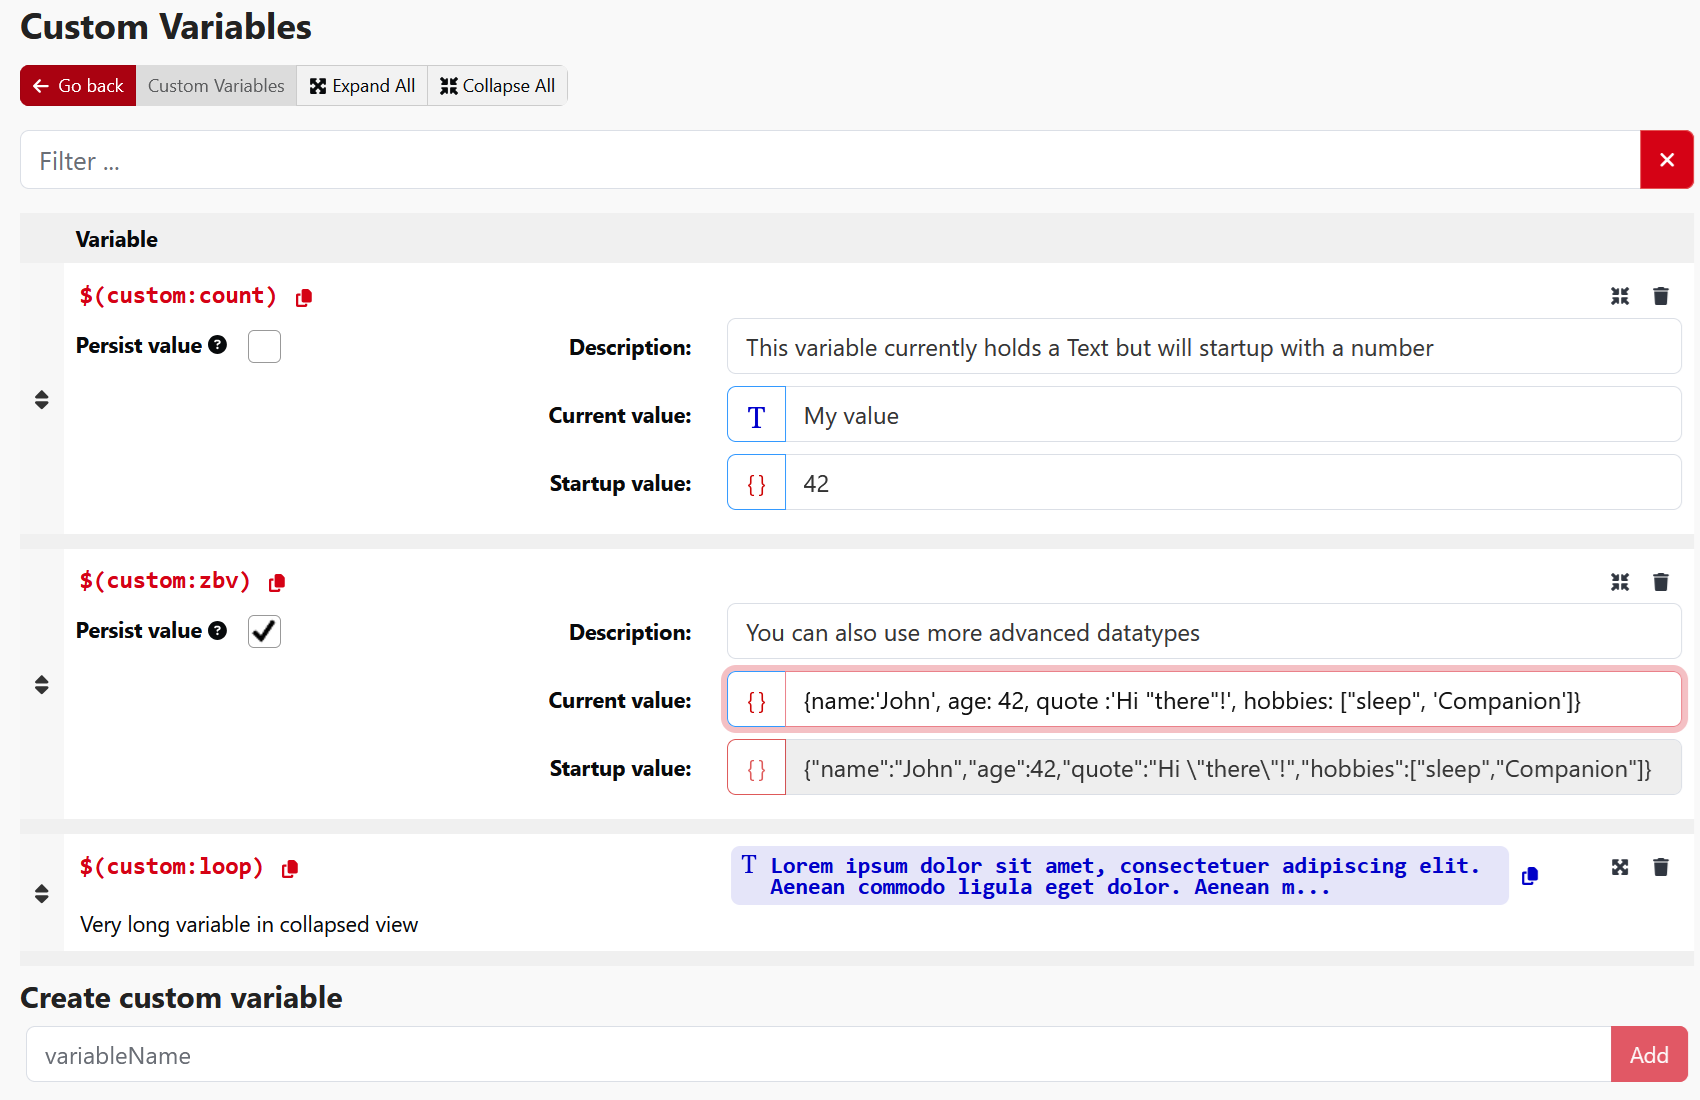 Custom Variables
Go back Custom Variables Expand All Collapse All
Filter ...
Variable
$(custom:count)
Persist value Description: This variable currently holds a Text but will startup with a number
Current value: T My value
Startup value: {} 42
$(custom:zbv)
Persist value Description: You can also use more advanced datatypes
Current value: {} {name:'John', age: 42, quote :'Hi "there"!', hobbies: ["sleep", 'Companion']}
Startup value: {} {"name":"John","age":42,"quote":"Hi \"there\"!","hobbies":["sleep","Companion"]}
$(custom:loop) T Lorem ipsum dolor sit amet, consectetuer adipiscing elit.
Aenean commodo ligula eget dolor. Aenean m...
Very long variable in collapsed view
Create custom variable
variableName Add